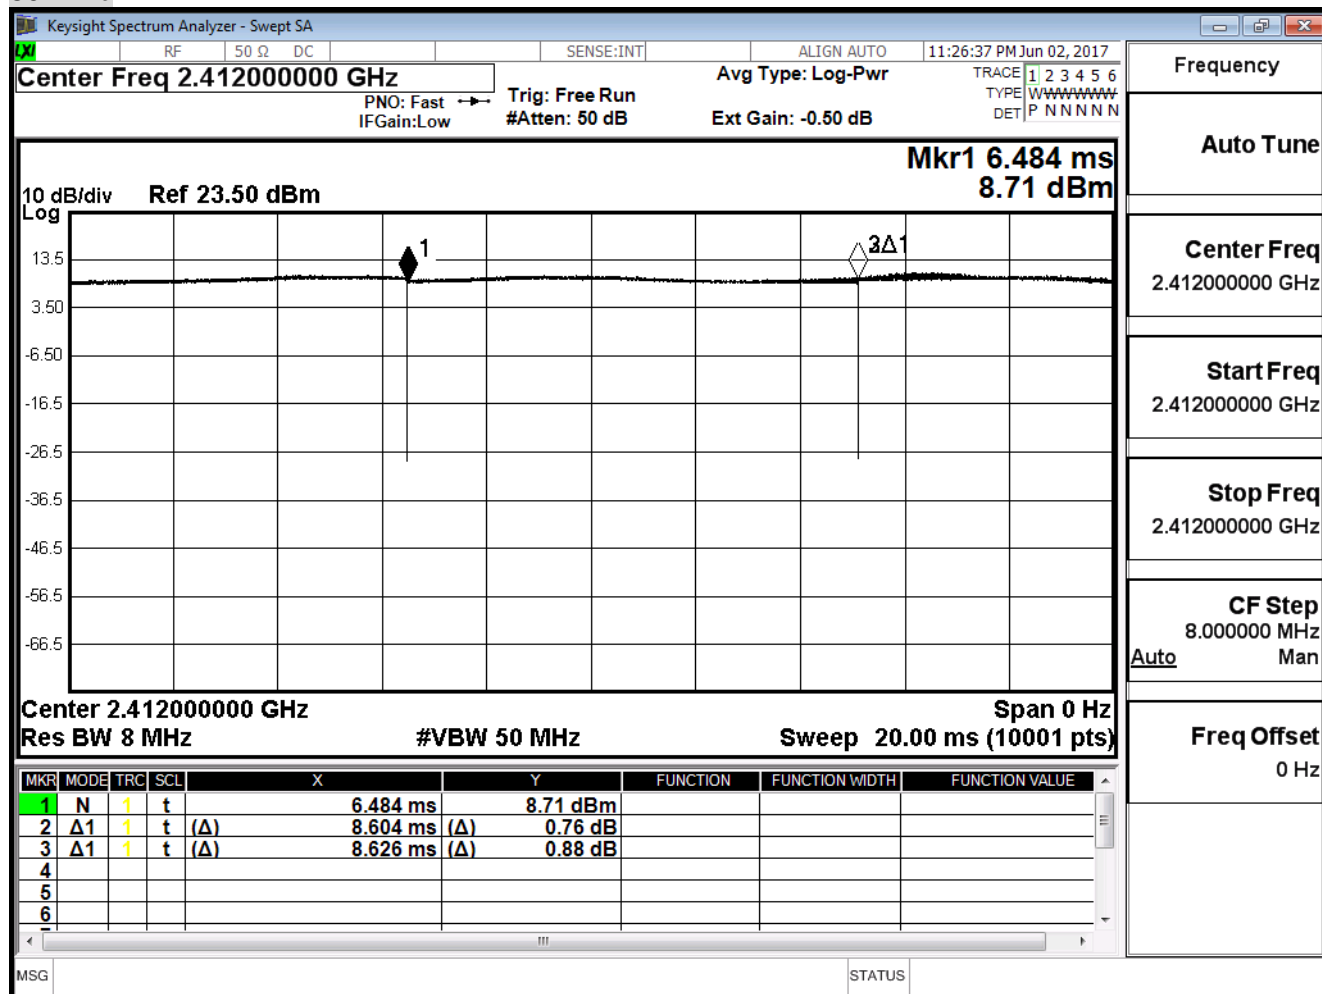 Keysight Spectrum Analyzer - Swept SA
LXI RF 50 Ω DC SENSE:INT ALIGN AUTO 11:26:37 PM Jun 02, 2017
Center Freq 2.412000000 GHz
PNO: Fast
IFGain:Low
Trig: Free Run
#Atten: 50 dB
Avg Type: Log-Pwr
Ext Gain: -0.50 dB
TRACE 1 2 3 4 5 6
TYPE WWWWWW
DET P N N N N N
Mkr1 6.484 ms
8.71 dBm
10 dB/div Ref 23.50 dBm
Log
1
3Δ1
13.5
3.50
-6.50
-16.5
-26.5
-36.5
-46.5
-56.5
-66.5
Center 2.412000000 GHz Span 0 Hz
Res BW 8 MHz #VBW 50 MHz Sweep 20.00 ms (10001 pts)
MKR MODE TRC SCL X Y FUNCTION FUNCTION WIDTH FUNCTION VALUE
1 N 1 t 6.484 ms 8.71 dBm
2 Δ1 1 t (Δ) 8.604 ms (Δ) 0.76 dB
3 Δ1 1 t (Δ) 8.626 ms (Δ) 0.88 dB
4
5
6
MSG STATUS
Frequency
Auto Tune
Center Freq
2.412000000 GHz
Start Freq
2.412000000 GHz
Stop Freq
2.412000000 GHz
CF Step
8.000000 MHz
Auto Man
Freq Offset
0 Hz